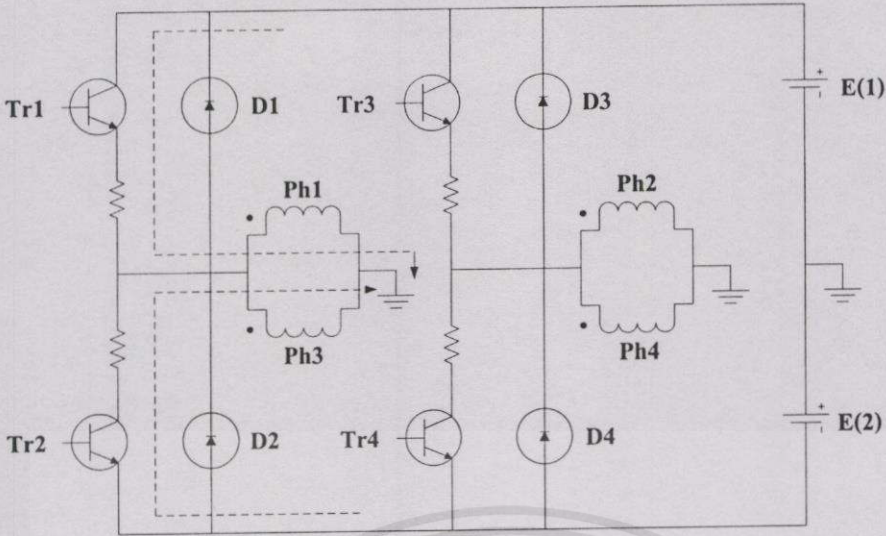 Tr1
D1
Tr3
D3
E(1)
Ph1
Ph2
Ph3
Ph4
Tr2
D2
Tr4
D4
E(2)